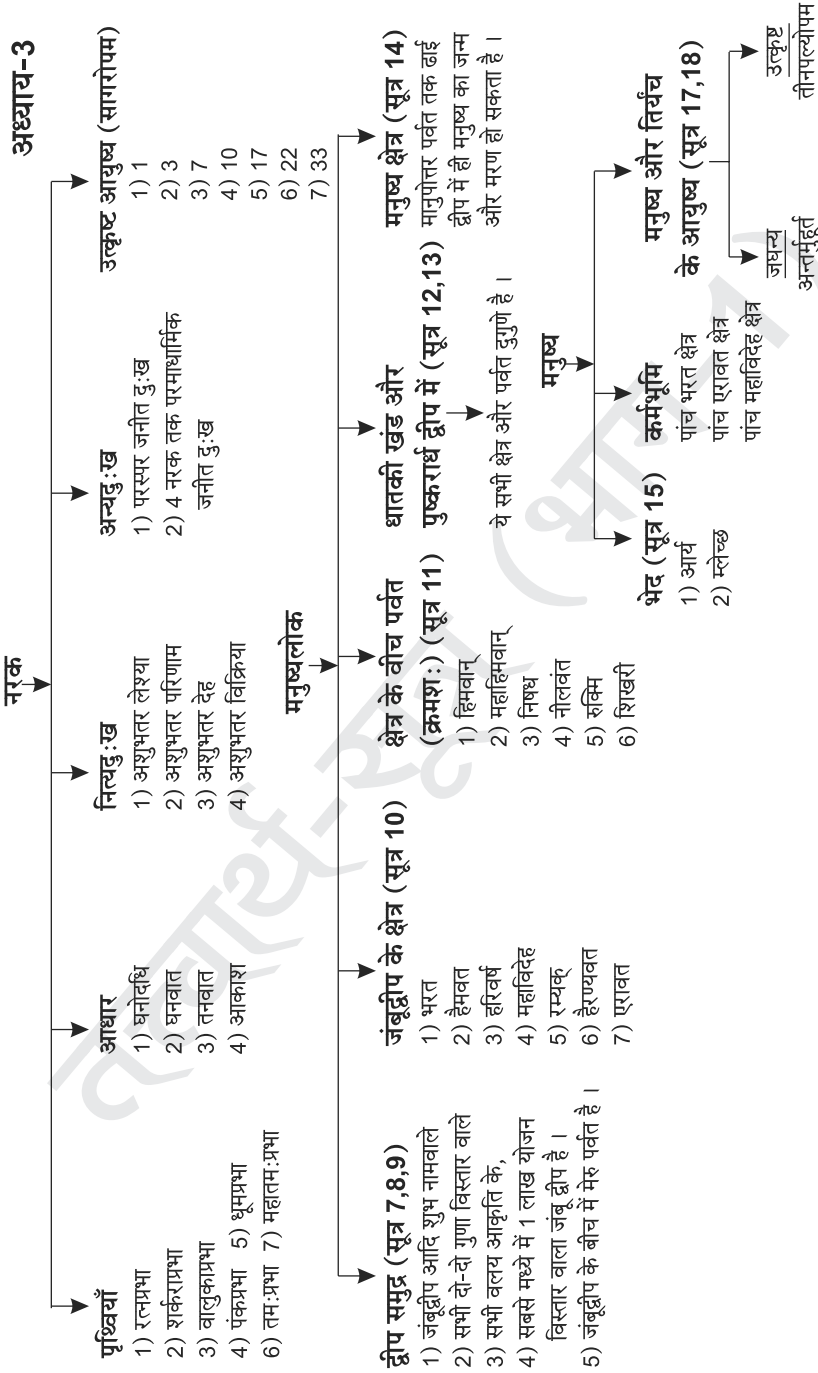 अध्याय-3
नरक
पृथ्वियाँ
1) रत्नप्रभा
2) शर्कराप्रभा
3) वालुकाप्रभा
4) पंकप्रभा 5) धूमप्रभा
6) तम:प्रभा 7) महातम:प्रभा
आधार
1) घनोदधि
2) घनवात
3) तनवात
4) आकाश
नित्यदु:ख
1) अशुभतर लेश्या
2) अशुभतर परिणाम
3) अशुभतर देह
4) अशुभतर विक्रिया
अन्यदु:ख
1) परस्पर जनीत दु:ख
2) 4 नरक तक परमाधार्मिक
जनीत दु:ख
उत्कृष्ट आयुष्य (सागरोपम)
1) 1
2) 3
3) 7
4) 10
5) 17
6) 22
7) 33
मनुष्यलोक
द्वीप समुद्र (सूत्र 7,8,9)
1) जंबूद्वीप आदि शुभ नामवाले
2) सभी दो-दो गुणा विस्तार वाले
3) सभी वलय आकृति के,
4) सबसे मध्ये में 1 लाख योजन
विस्तार वाला जंबू द्वीप है ।
5) जंबूद्वीप के बीच में मेरु पर्वत है ।
जंबूद्वीप के क्षेत्र (सूत्र 10)
1) भरत
2) हैमवत
3) हरिवर्ष
4) महाविदेह
5) रम्यक्
6) हैरण्यवत
7) एरावत
क्षेत्र के बीच पर्वत
(क्रमश:) (सूत्र 11)
1) हिमवान्
2) महाहिमवान्
3) निषध
4) नीलवंत
5) रुक्मि
6) शिखरी
धातकी खंड और
पुष्करार्ध द्वीप में (सूत्र 12,13)
ये सभी क्षेत्र और पर्वत दुगुणे है ।
मनुष्य क्षेत्र (सूत्र 14)
मानुषोत्तर पर्वत तक ढाई
द्वीप में ही मनुष्य का जन्म
और मरण हो सकता है ।
मनुष्य
भेद (सूत्र 15)
1) आर्य
2) म्लेच्छ
कर्मभूमि
पांच भरत क्षेत्र
पांच एरावत क्षेत्र
पांच महाविदेह क्षेत्र
मनुष्य और तिर्यंच
के आयुष्य (सूत्र 17,18)
जघन्य
अन्तर्मुहूर्त
उत्कृष्ट
तीनपल्योपम
तत्वार्थ-सूत्र (भाग-1)